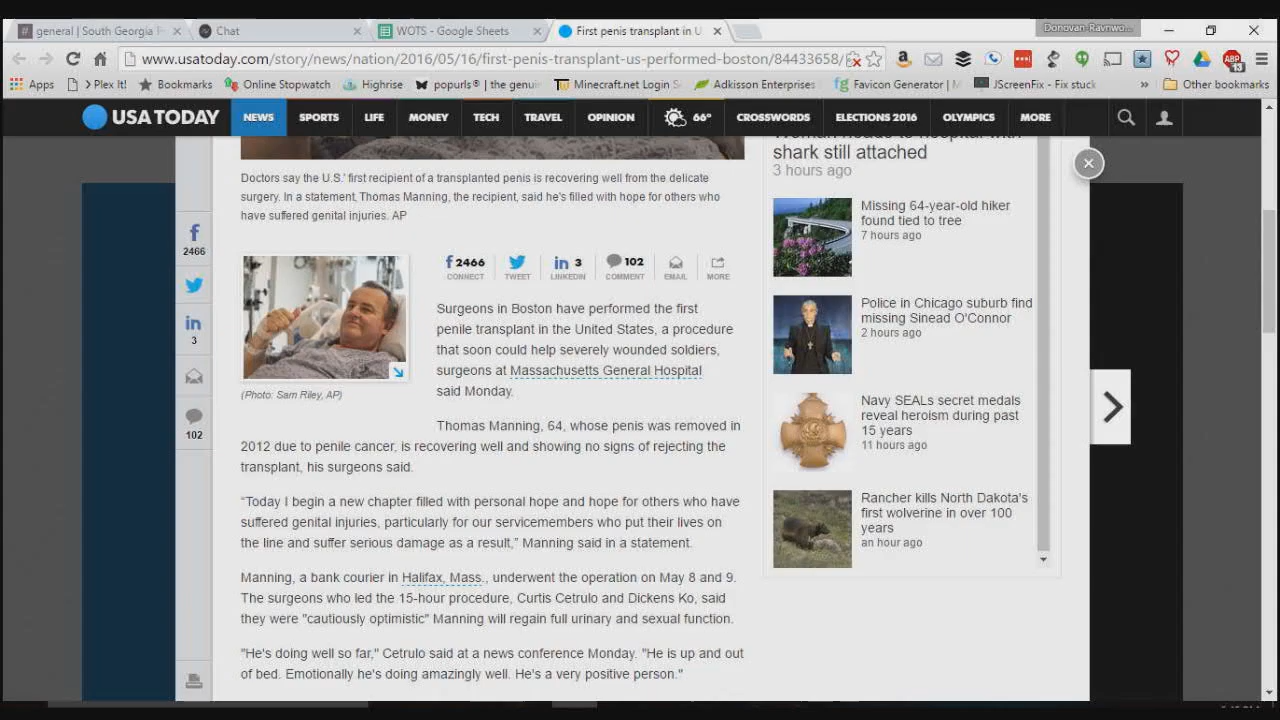 general | South Georgia F
Chat
WOTS - Google Sheets
First penis transplant in U
www.usatoday.com/story/news/nation/2016/05/16/first-penis-transplant-us-performed-boston/84433658/
ABP
13
Apps
> Plex It!
Bookmarks
Online Stopwatch
Highrise
popurls® | the genuin
Minecraft.net Login S
Adkisson Enterprises
Favicon Generator | M
JScreenFix - Fix stuck
»
Other bookmarks
USA TODAY
NEWS
SPORTS
LIFE
MONEY
TECH
TRAVEL
OPINION
66°
CROSSWORDS
ELECTIONS 2016
OLYMPICS
MORE
Doctors say the U.S.' first recipient of a transplanted penis is recovering well from the delicate
surgery. In a statement, Thomas Manning, the recipient, said he's filled with hope for others who
have suffered genital injuries. AP
2466
3
102
(Photo: Sam Riley, AP)
2466
CONNECT
TWEET
3
LINKEDIN
102
COMMENT
EMAIL
MORE
Surgeons in Boston have performed the first
penile transplant in the United States, a procedure
that soon could help severely wounded soldiers,
surgeons at Massachusetts General Hospital
said Monday.
Thomas Manning, 64, whose penis was removed in
2012 due to penile cancer, is recovering well and showing no signs of rejecting the
transplant, his surgeons said.
“Today I begin a new chapter filled with personal hope and hope for others who have
suffered genital injuries, particularly for our servicemembers who put their lives on
the line and suffer serious damage as a result,” Manning said in a statement.
Manning, a bank courier in Halifax, Mass., underwent the operation on May 8 and 9.
The surgeons who led the 15-hour procedure, Curtis Cetrulo and Dickens Ko, said
they were "cautiously optimistic" Manning will regain full urinary and sexual function.
"He's doing well so far," Cetrulo said at a news conference Monday. "He is up and out
of bed. Emotionally he's doing amazingly well. He's a very positive person."
shark still attached
3 hours ago
Missing 64-year-old hiker
found tied to tree
7 hours ago
Police in Chicago suburb find
missing Sinead O'Connor
2 hours ago
Navy SEALs secret medals
reveal heroism during past
15 years
11 hours ago
Rancher kills North Dakota's
first wolverine in over 100
years
an hour ago